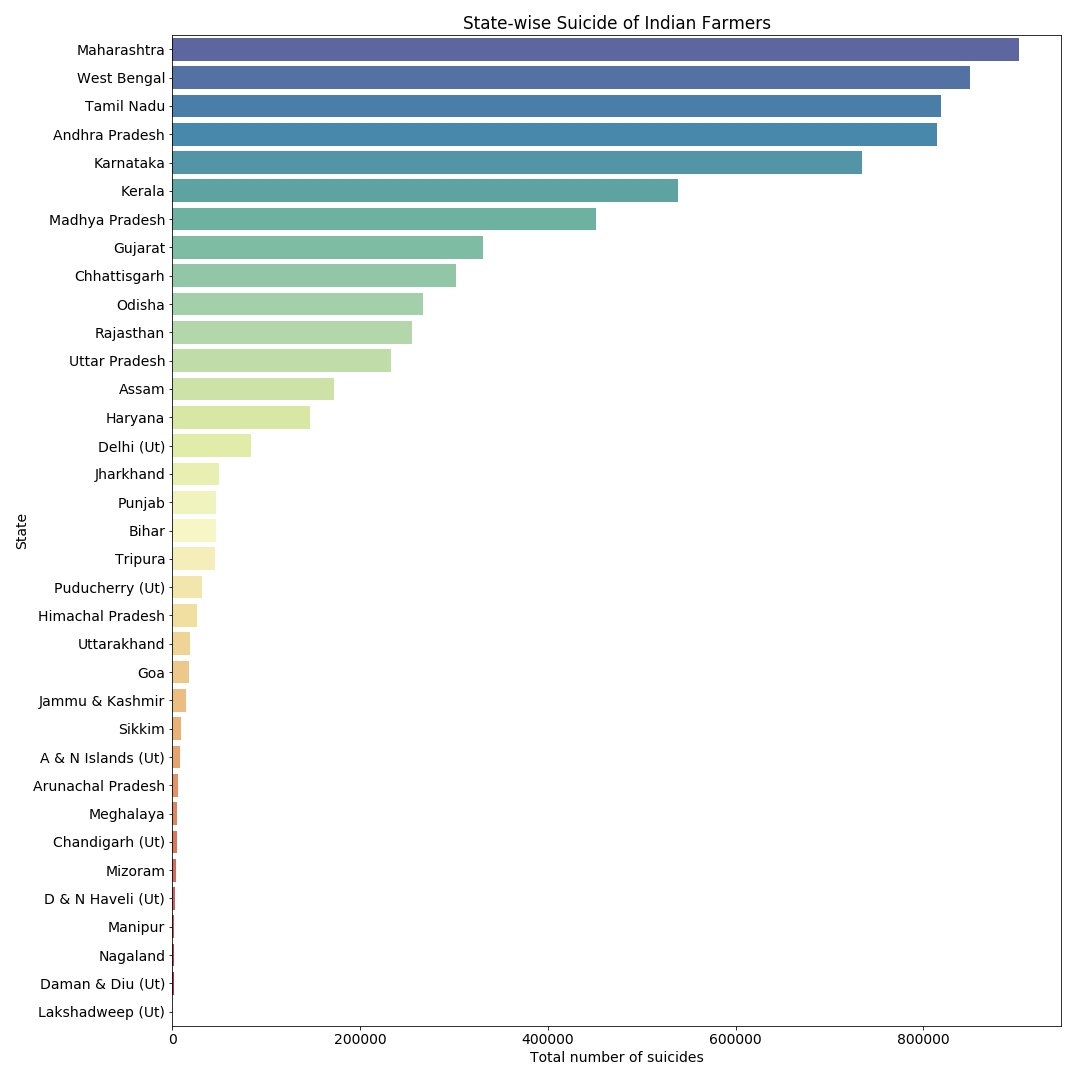 State-wise Suicide of Indian Farmers
Maharashtra
West Bengal
Tamil Nadu
Andhra Pradesh
Karnataka
Kerala
Madhya Pradesh
Gujarat
Chhattisgarh
Odisha
Rajasthan
Uttar Pradesh
Assam
Haryana
Delhi (Ut)
Jharkhand
Punjab
Bihar
Tripura
Puducherry (Ut)
Himachal Pradesh
Uttarakhand
Goa
Jammu & Kashmir
Sikkim
A & N Islands (Ut)
Arunachal Pradesh
Meghalaya
Chandigarh (Ut)
Mizoram
D & N Haveli (Ut)
Manipur
Nagaland
Daman & Diu (Ut)
Lakshadweep (Ut)
State
0 200000 400000 600000 800000
Total number of suicides